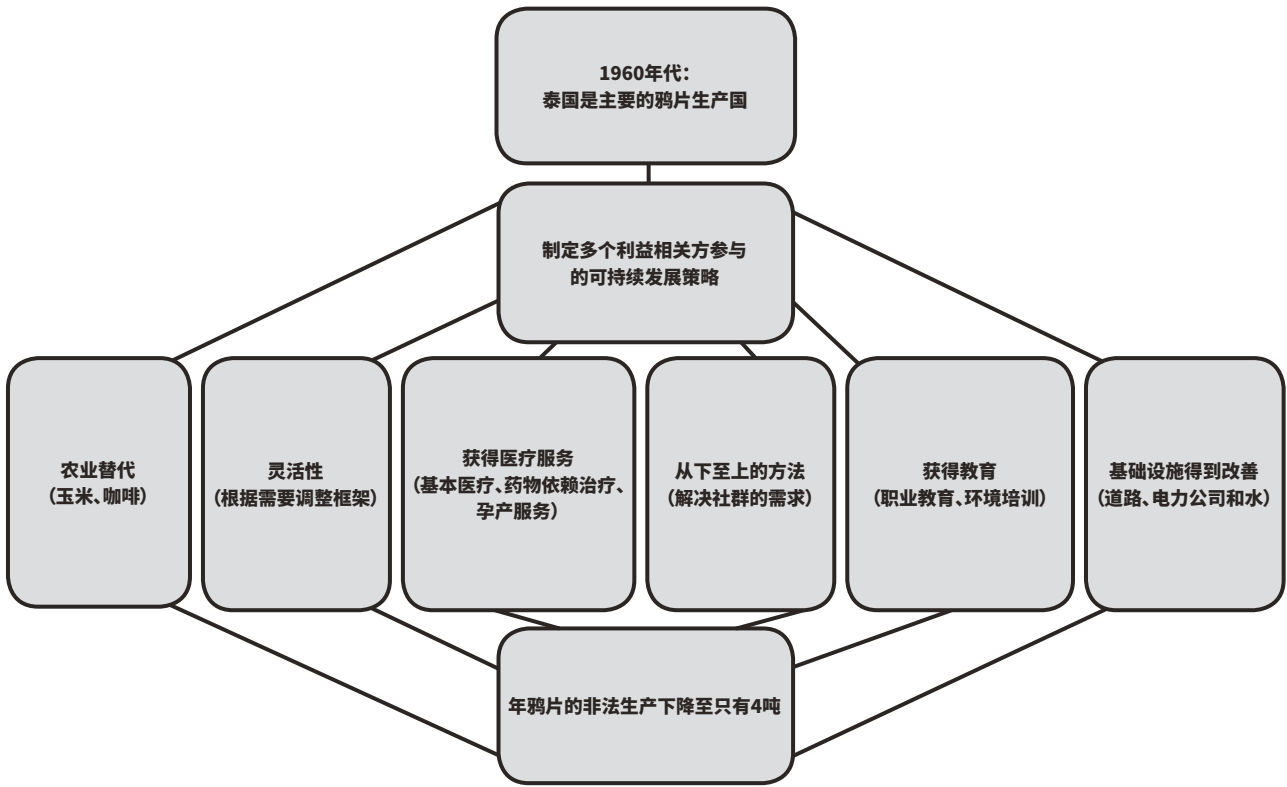 1960年代：
泰国是主要的鸦片生产国
制定多个利益相关方参与
的可持续发展策略
农业替代
（玉米、咖啡）
灵活性
（根据需要调整框架）
获得医疗服务
（基本医疗、药物依赖治疗、
孕产服务）
从下至上的方法
（解决社群的需求）
获得教育
（职业教育、环境培训）
基础设施得到改善
（道路、电力公司和水）
年鸦片的非法生产下降至只有4吨